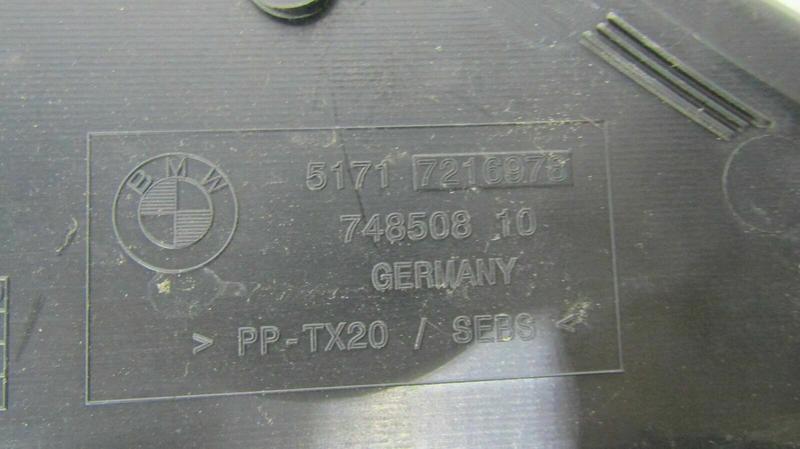 BMW
5171 7216978
748508 10
GERMANY
> PP-TX20 / SEBS <